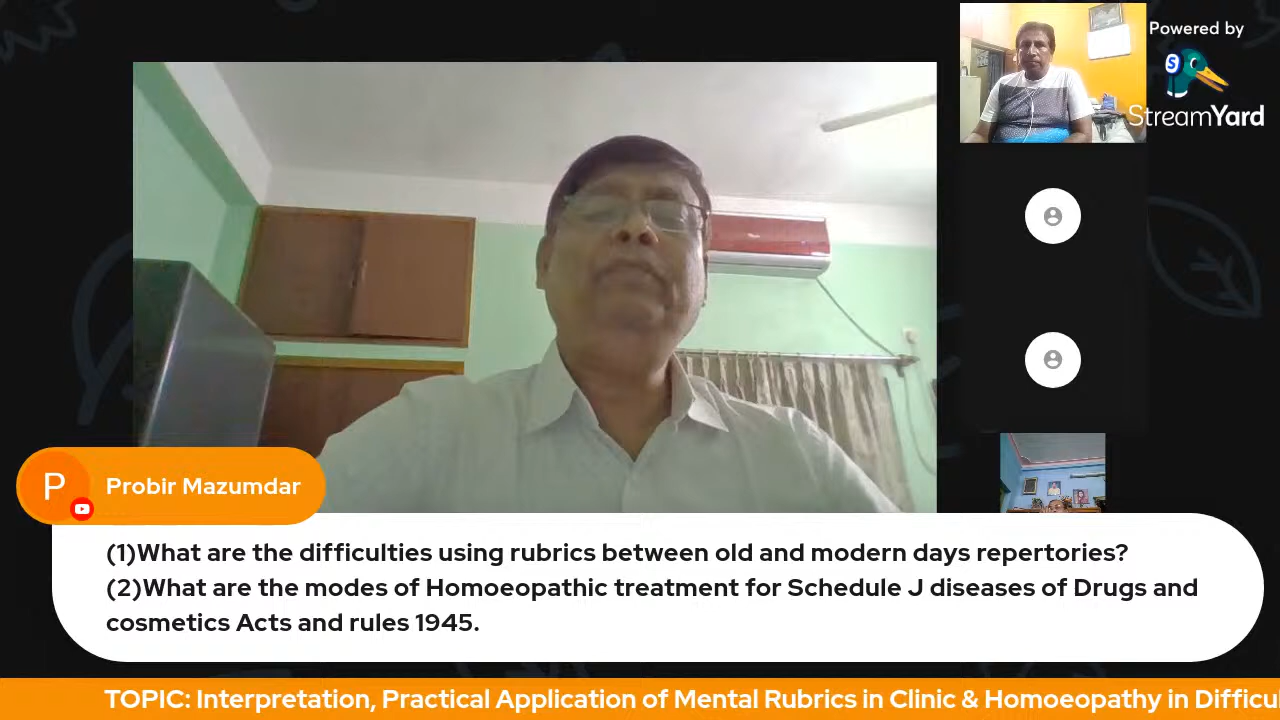 Powered by
StreamYard
P
Probir Mazumdar
(1)What are the difficulties using rubrics between old and modern days repertories?
(2)What are the modes of Homoeopathic treatment for Schedule J diseases of Drugs and
cosmetics Acts and rules 1945.
TOPIC: Interpretation, Practical Application of Mental Rubrics in Clinic & Homoeopathy in Difficul